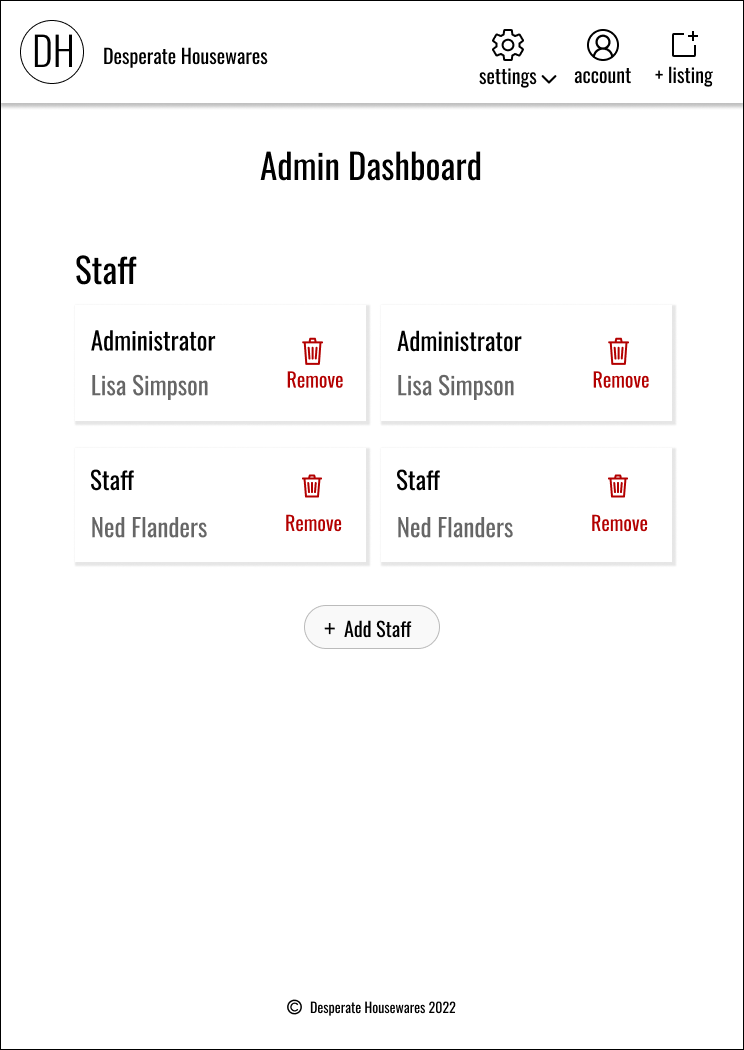 DH
Desperate Housewares
settings
account
+ listing
Admin Dashboard
Staff
Administrator
Lisa Simpson
Remove
Administrator
Lisa Simpson
Remove
Staff
Ned Flanders
Remove
Staff
Ned Flanders
Remove
+ Add Staff
© Desperate Housewares 2022